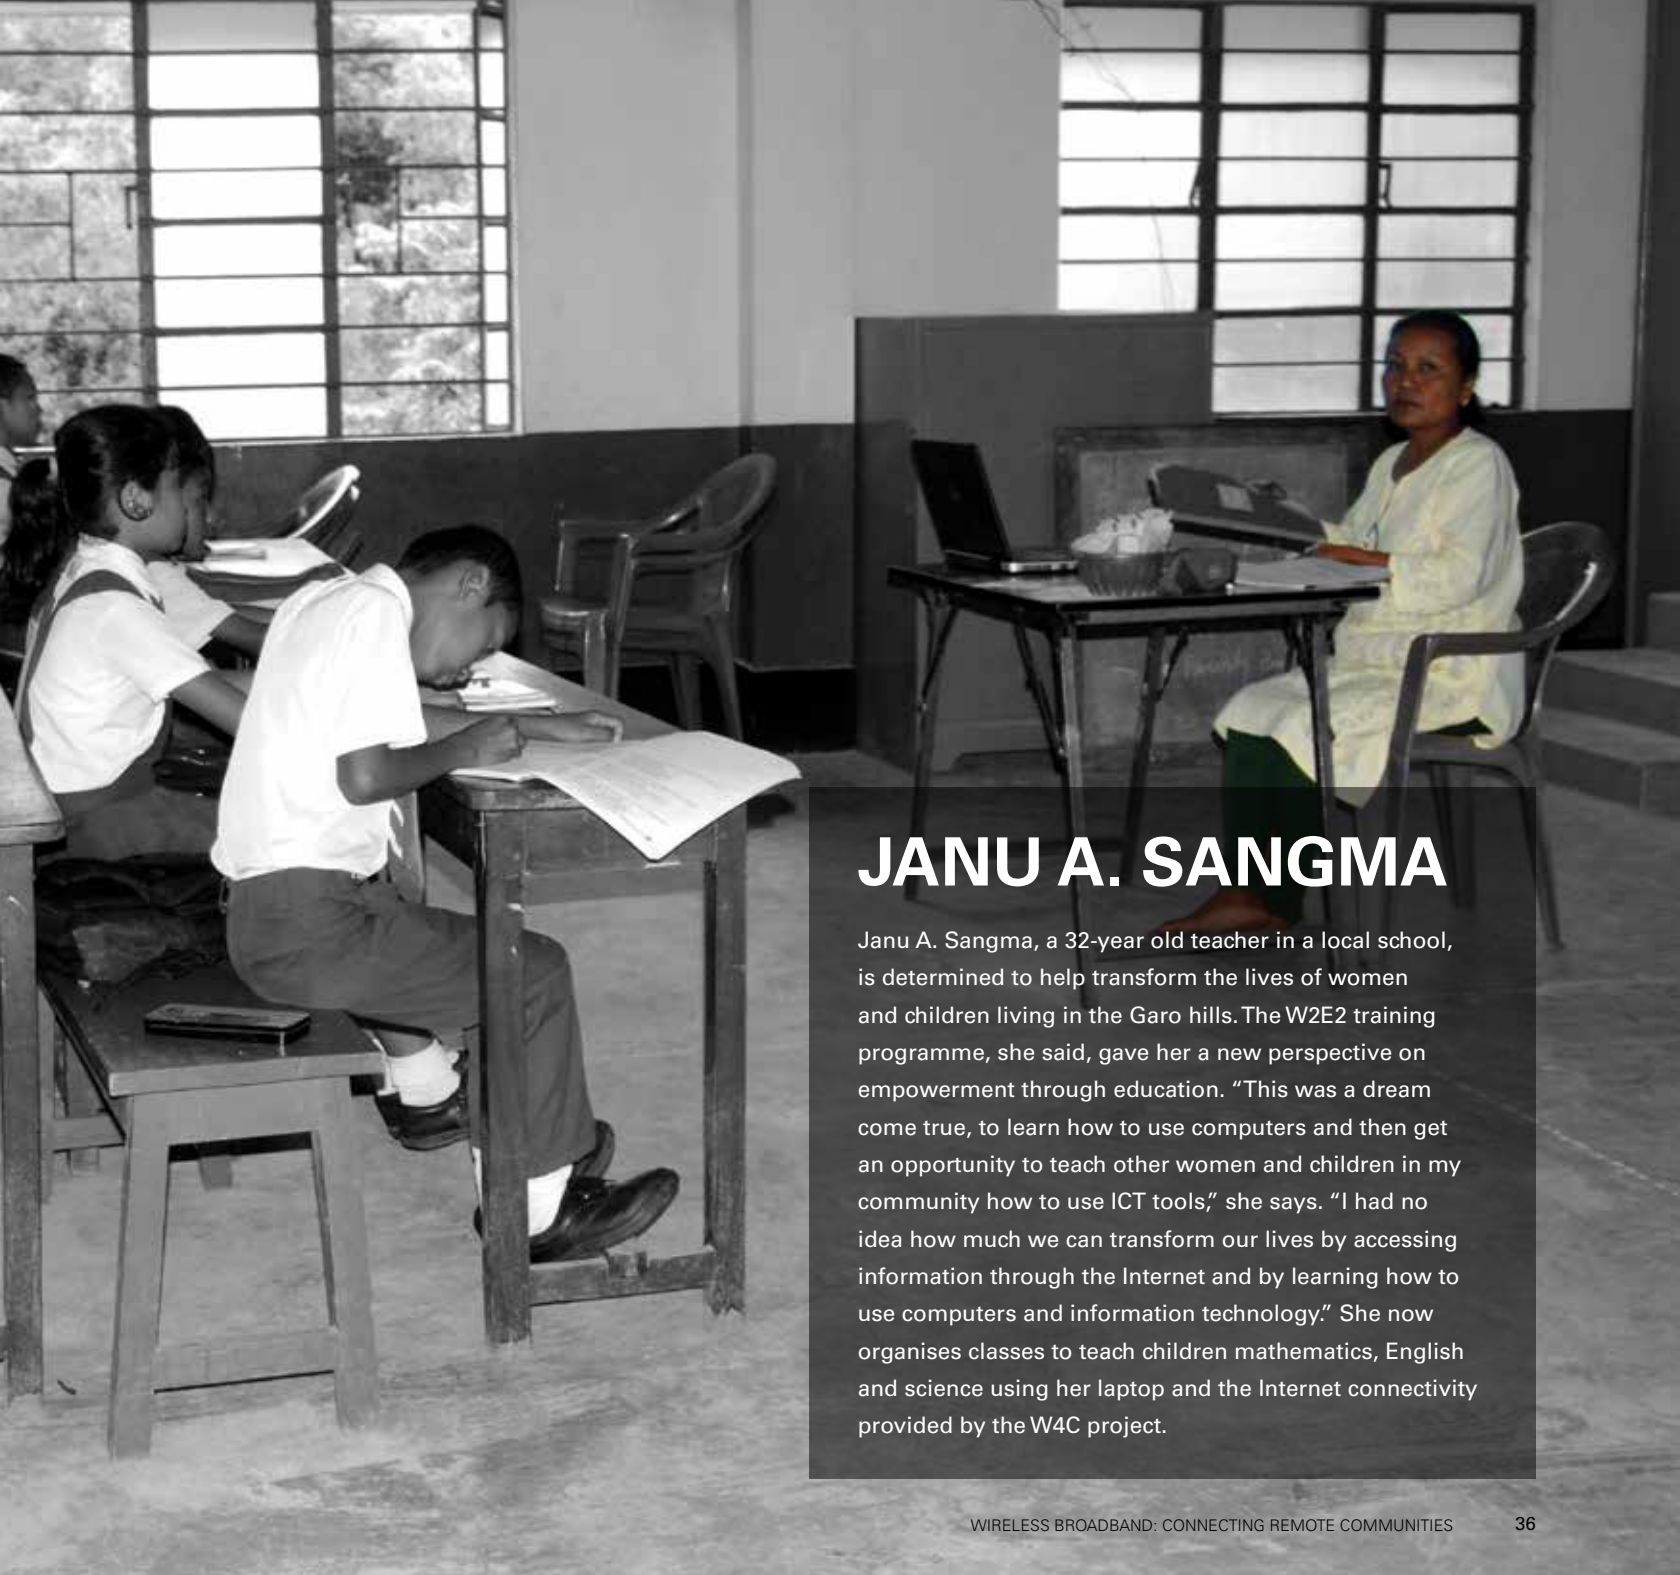 JANU A. SANGMA
Janu A. Sangma, a 32-year old teacher in a local school,
is determined to help transform the lives of women
and children living in the Garo hills. The W2E2 training
programme, she said, gave her a new perspective on
empowerment through education. “This was a dream
come true, to learn how to use computers and then get
an opportunity to teach other women and children in my
community how to use ICT tools,” she says. “I had no
idea how much we can transform our lives by accessing
information through the Internet and by learning how to
use computers and information technology.” She now
organises classes to teach children mathematics, English
and science using her laptop and the Internet connectivity
provided by the W4C project.
WIRELESS BROADBAND: CONNECTING REMOTE COMMUNITIES 36